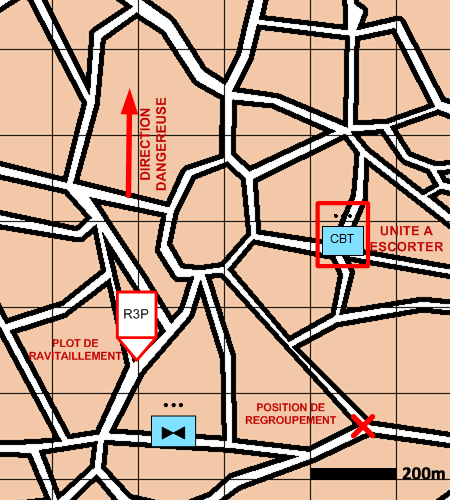 DIRECTION
DANGEREUSE
CBT
UNITE A
ESCORTER
R3P
PLOT DE
RAVITAILLEMENT
POSITION DE
REGROUPEMENT
200m